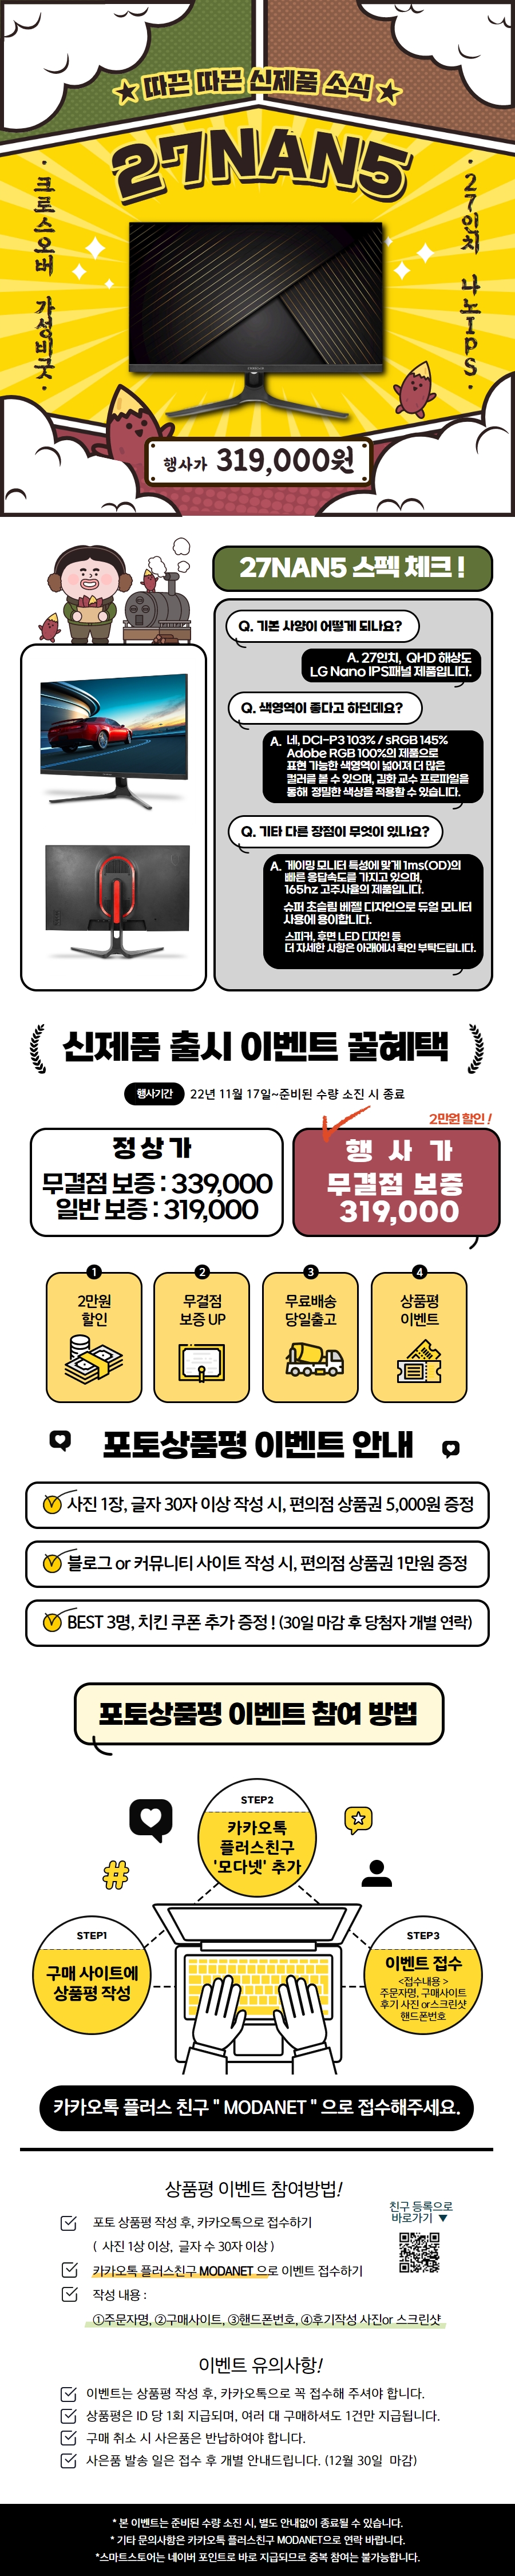 따끈 따끈 신제품 소식
27NAN5
· 크로스오버 가성비굿 ·
· 27인치 나노IPS ·
행사가 319,000원
27NAN5 스펙 체크 !
Q. 기본 사양이 어떻게 되나요?
A. 27인치, QHD 해상도
LG Nano IPS패널 제품입니다.
Q. 색영역이 좋다고 하던데요?
A. 네, DCI-P3 103% / sRGB 145%
Adobe RGB 100%의 제품으로
표현 가능한 색영역이 넓어져 더 많은
컬러를 볼 수 있으며, 김환 교수 프로파일을
통해 정밀한 색상을 적용할 수 있습니다.
Q. 기타 다른 장점이 무엇이 있나요?
A. 게이밍 모니터 특성에 맞게 1ms(OD)의
빠른 응답속도를 가지고 있으며,
165hz 고주사율의 제품입니다.
슈퍼 초슬림 베젤 디자인으로 듀얼 모니터
사용에 용이합니다.
스피커, 후면 LED 디자인 등
더 자세한 사항은 아래에서 확인 부탁드립니다.
신제품 출시 이벤트 꿀혜택
행사기간 22년 11월 17일~준비된 수량 소진 시 종료
2만원 할인 !
정상가
무결점 보증 : 339,000
일반 보증 : 319,000
행 사 가
무결점 보증
319,000
1
2만원
할인
2
무결점
보증 UP
3
무료배송
당일출고
4
상품평
이벤트
포토상품평 이벤트 안내
사진 1장, 글자 30자 이상 작성 시, 편의점 상품권 5,000원 증정
블로그 or 커뮤니티 사이트 작성 시, 편의점 상품권 1만원 증정
BEST 3명, 치킨 쿠폰 추가 증정 ! (30일 마감 후 당첨자 개별 연락)
포토상품평 이벤트 참여 방법
STEP2
카카오톡
플러스친구
'모다넷' 추가
STEP1
구매 사이트에
상품평 작성
STEP3
이벤트 접수
<접수내용 >
주문자명, 구매사이트
후기 사진 or스크린샷
핸드폰번호
카카오톡 플러스 친구 " MODANET " 으로 접수해주세요.
상품평 이벤트 참여방법!
친구 등록으로
바로가기 ▼
포토 상품평 작성 후, 카카오톡으로 접수하기
( 사진 1상 이상, 글자 수 30자 이상 )
카카오톡 플러스친구 MODANET 으로 이벤트 접수하기
작성 내용 :
①주문자명, ②구매사이트, ③핸드폰번호, ④후기작성 사진or 스크린샷
이벤트 유의사항!
이벤트는 상품평 작성 후, 카카오톡으로 꼭 접수해 주셔야 합니다.
상품평은 ID 당 1회 지급되며, 여러 대 구매하셔도 1건만 지급됩니다.
구매 취소 시 사은품은 반납하여야 합니다.
사은품 발송 일은 접수 후 개별 안내드립니다. (12월 30일 마감)
* 본 이벤트는 준비된 수량 소진 시, 별도 안내없이 종료될 수 있습니다.
* 기타 문의사항은 카카오톡 플러스친구 MODANET으로 연락 바랍니다.
*스마트스토어는 네이버 포인트로 바로 지급되므로 중복 참여는 불가능합니다.